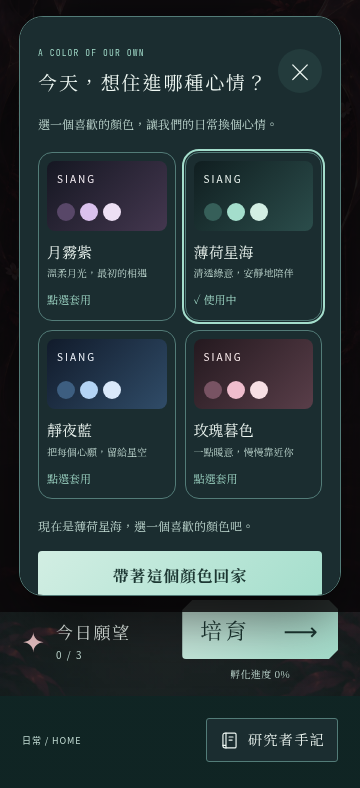 A COLOR OF OUR OWN
今天，想住進哪種心情？
選一個喜歡的顏色，讓我們的日常換個心情。
SIANG
月霧紫
溫柔月光，最初的相遇
點選套用
SIANG
薄荷星海
清透綠意，安靜地陪伴
✓ 使用中
SIANG
靜夜藍
把每個心願，留給星空
點選套用
SIANG
玫瑰暮色
一點暖意，慢慢靠近你
點選套用
現在是薄荷星海，選一個喜歡的顏色吧。
帶著這個顏色回家
今日願望
0 / 3
培育
孵化進度 0%
日常 / HOME
研究者手記